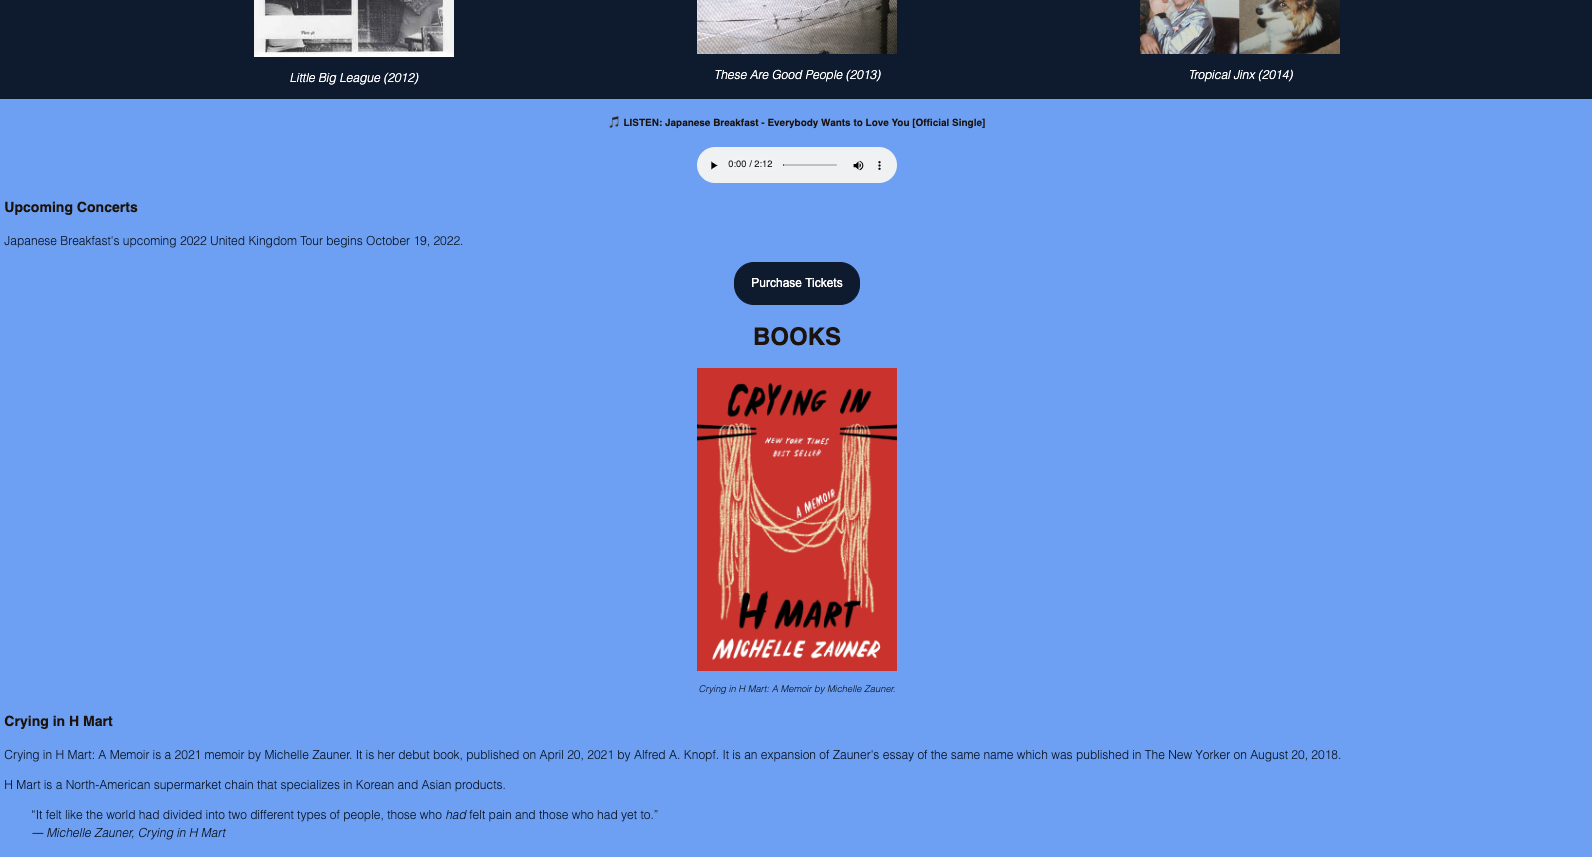 Little Big League (2012)
These Are Good People (2013)
Tropical Jinx (2014)
🎵 LISTEN: Japanese Breakfast - Everybody Wants to Love You [Official Single]
0:00 / 2:12
Upcoming Concerts
Japanese Breakfast's upcoming 2022 United Kingdom Tour begins October 19, 2022.
Purchase Tickets
BOOKS
CRYING IN
NEW YORK TIMES
BEST SELLER
A MEMOIR
H MART
MICHELLE ZAUNER
Crying in H Mart: A Memoir by Michelle Zauner.
Crying in H Mart
Crying in H Mart: A Memoir is a 2021 memoir by Michelle Zauner. It is her debut book, published on April 20, 2021 by Alfred A. Knopf. It is an expansion of Zauner's essay of the same name which was published in The New Yorker on August 20, 2018.
H Mart is a North-American supermarket chain that specializes in Korean and Asian products.
“It felt like the world had divided into two different types of people, those who had felt pain and those who had yet to.”
— Michelle Zauner, Crying in H Mart